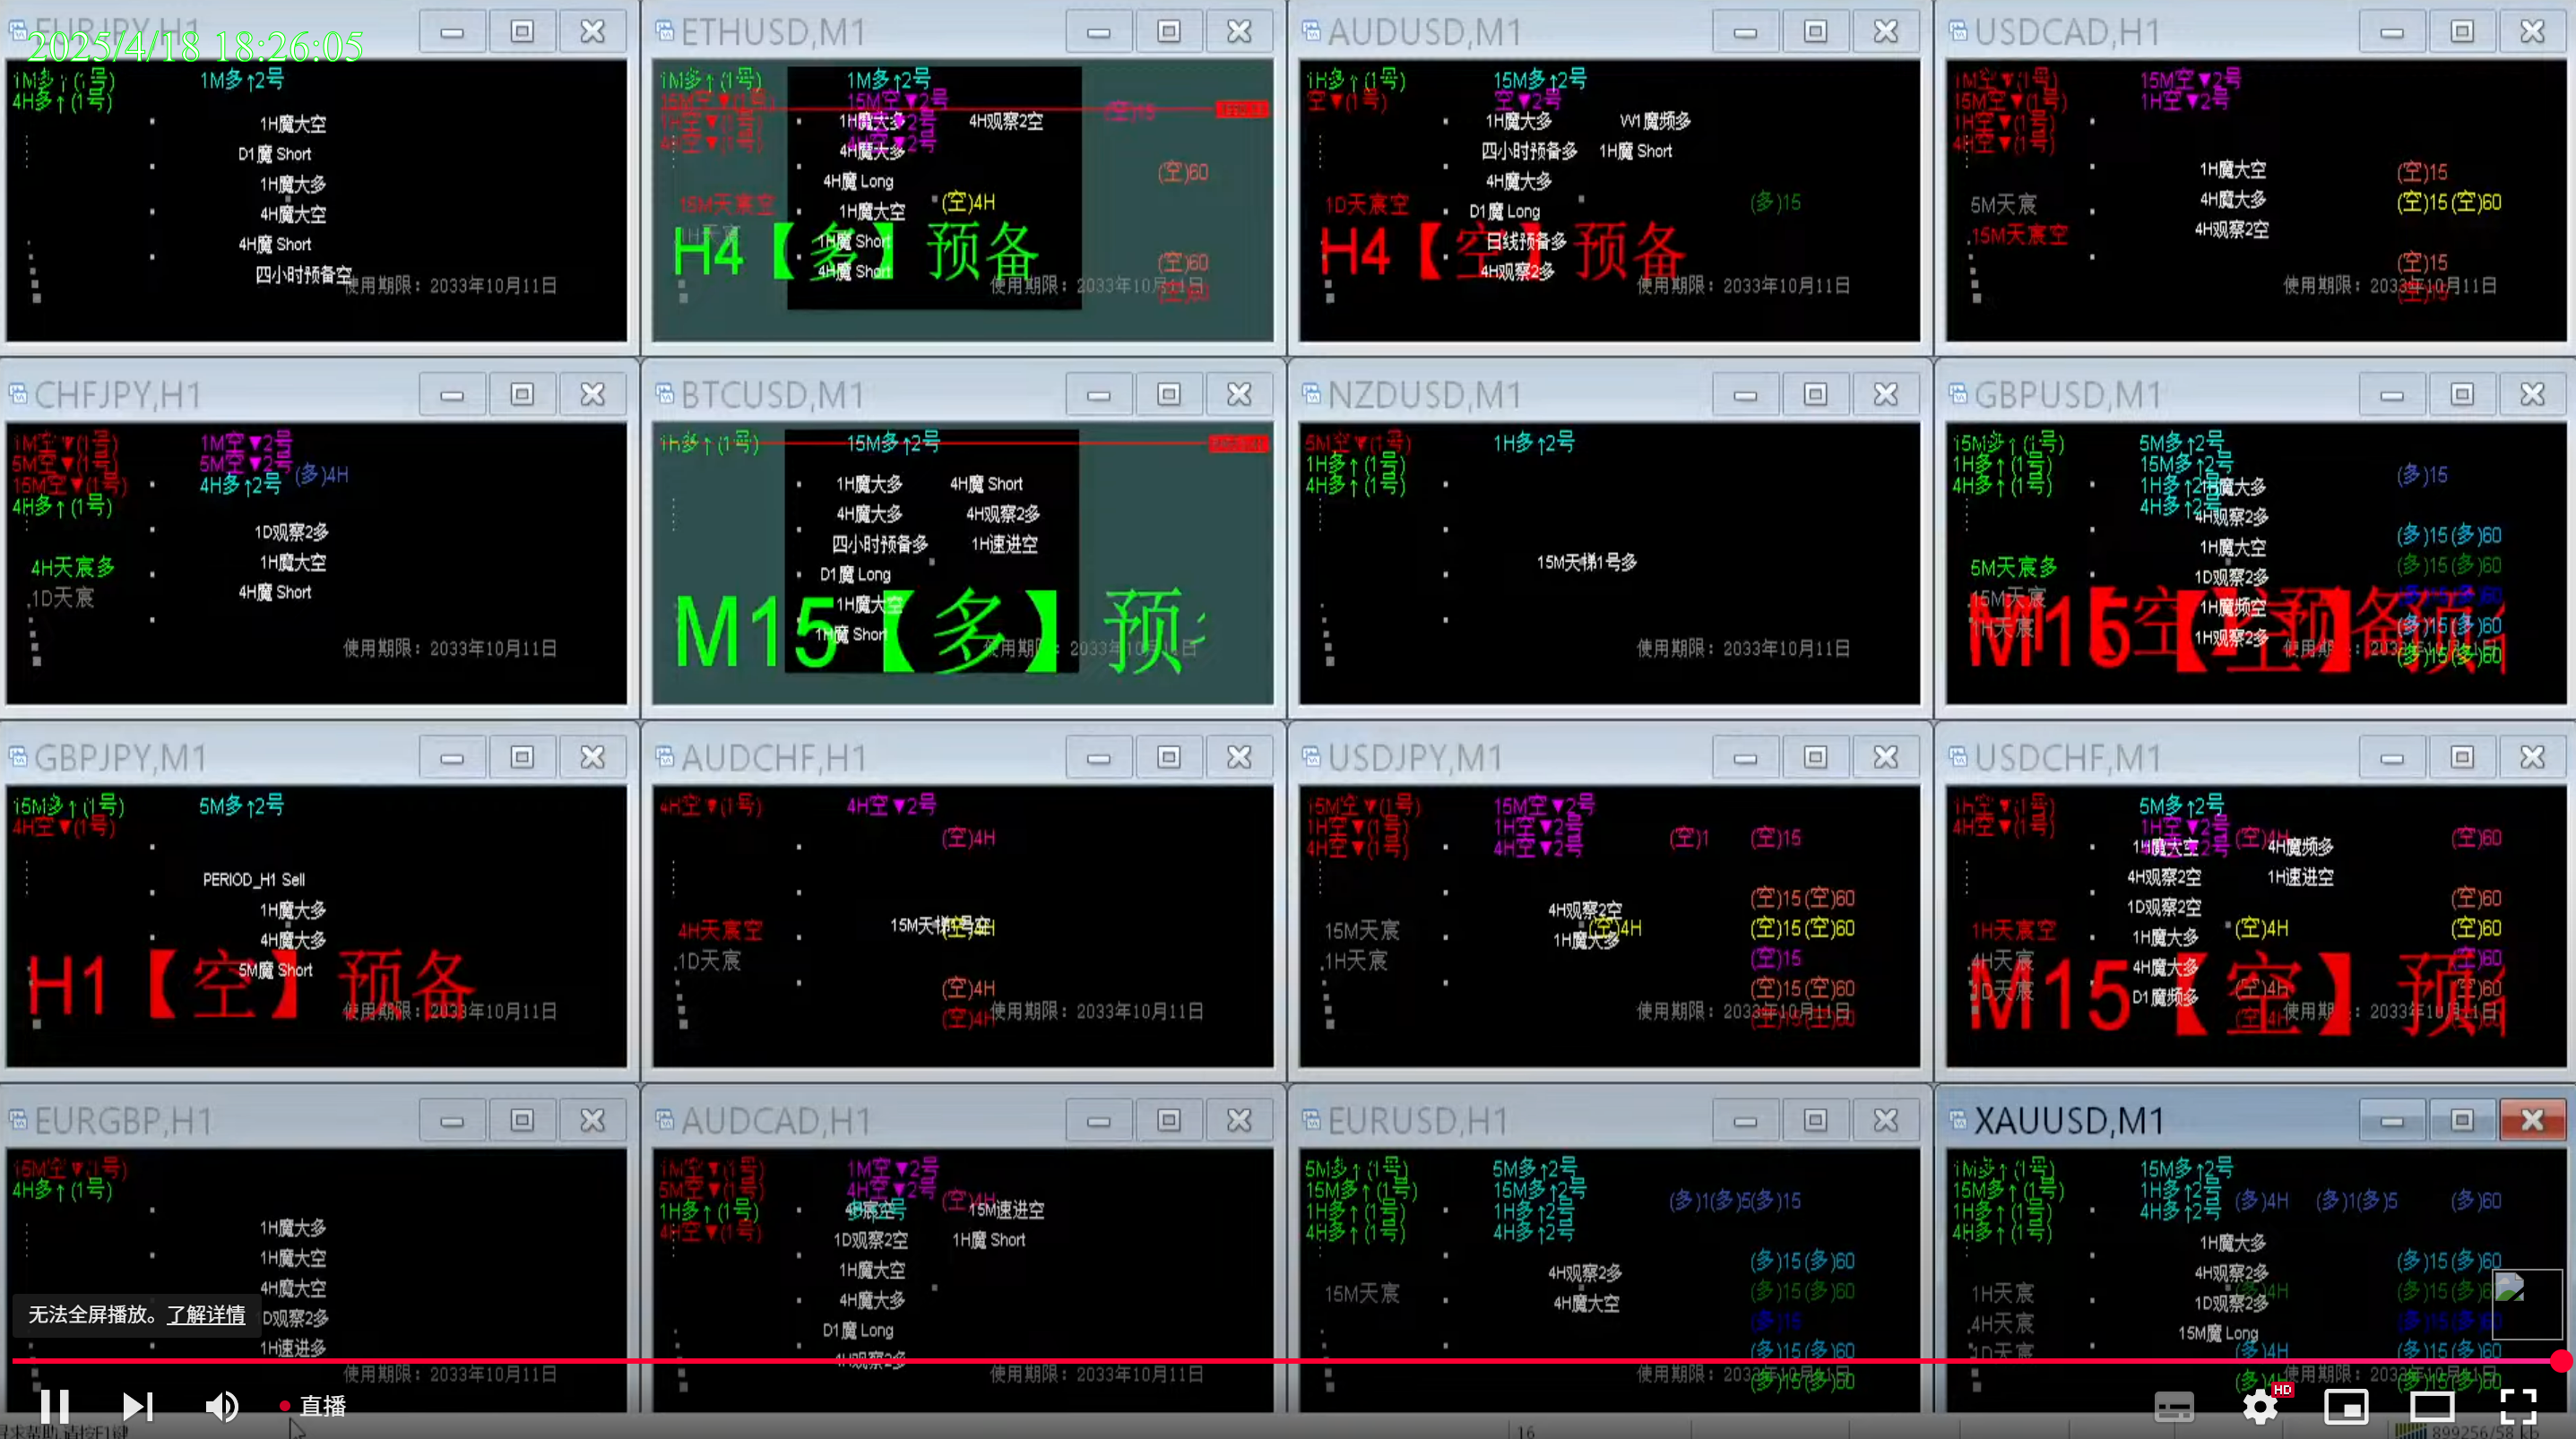 EURJPY,H1
2025/4/18 18:26:05
1M多↑(1号)
4H多↑(1号)
1M多↑2号
1H魔大空
D1魔 Short
1H魔大多
4H魔大空
4H魔 Short
四小时预备空
使用期限：2033年10月11日
ETHUSD,M1
1M多↑(1号)
15M空▼(1号)
1H空▼(1号)
4H空▼(1号)
1M多↑2号
15M空▼2号
1H魔大多
4H观察2空
(空)15
4H魔大多
(空)60
4H魔 Long
15M天宸空
1H魔大空
(空)4H
1H魔 Short
H4【多】预备
(空)60
4H魔 Short
使用期限：2033年10月11日
(空)60
AUDUSD,M1
1H多↑(1号)
空▼(1号)
15M多↑2号
空▼2号
1H魔大多
W1魔频多
四小时预备多
1H魔 Short
4H魔大多
1D天宸空
D1魔 Long
(多)15
日线预备多
H4【空】预备
4H观察2多
使用期限：2033年10月11日
USDCAD,H1
1M空▼(1号)
15M空▼(1号)
1H空▼(1号)
4H空▼(1号)
15M空▼2号
1H空▼2号
1H魔大空
(空)15
4H魔大多
(空)15(空)60
5M天宸
4H观察2空
15M天宸空
(空)15
使用期限：2033年10月11日
(空)15
CHFJPY,H1
1M空▼(1号)
5M空▼(1号)
15M空▼(1号)
4H多↑(1号)
1M空▼2号
5M空▼2号
4H多↑2号
(多)4H
1D观察2多
1H魔大空
4H天宸多
4H魔 Short
1D天宸
使用期限：2033年10月11日
BTCUSD,M1
1H多↑(1号)
15M多↑2号
1H魔大多
4H魔 Short
4H魔大多
4H观察2多
四小时预备多
1H速进空
D1魔 Long
1H魔大空
1H魔 Short
M15【多】预
NZDUSD,M1
5M空▼(1号)
1H多↑(1号)
4H多↑(1号)
1H多↑2号
15M天梯1号多
使用期限：2033年10月11日
GBPUSD,M1
15M多↑(1号)
1H多↑(1号)
4H多↑(1号)
5M多↑2号
15M多↑2号
1H多↑2号
4H多↑2号
1H魔大多
(多)15
4H观察2多
1H魔大空
(多)15(多)60
5M天宸多
1D观察2多
(多)15(多)60
15M天宸
1H魔频空
(多)15(多)60
1H天宸
1H观察2多
(多)15(多)60
M15【空】预备
(多)15(多)60
GBPJPY,M1
15M多↑(1号)
4H空▼(1号)
5M多↑2号
PERIOD_H1 Sell
1H魔大多
4H魔大多
5M魔 Short
H1【空】预备
使用期限：2033年10月11日
AUDCHF,H1
4H空▼(1号)
4H空▼2号
(空)4H
15M天梯1号空
(空)4H
4H天宸空
1D天宸
(空)4H
(空)4H
使用期限：2033年10月11日
USDJPY,M1
15M空▼(1号)
1H空▼(1号)
4H空▼(1号)
15M空▼2号
1H空▼2号
4H空▼2号
(空)1
(空)15
(空)15(空)60
4H观察2空
(空)4H
(空)15(空)60
1H魔大多
15M天宸
(空)15
1H天宸
(空)15(空)60
使用期限：2033年10月11日
(空)15(空)60
USDCHF,M1
1H空▼(1号)
4H空▼(1号)
5M多↑2号
1H空▼2号
4H空▼2号
(空)4H
(空)60
1H魔大空
4H魔频多
4H观察2空
1H速进空
1D观察2空
(空)60
1H天宸空
1H魔大多
(空)4H
(空)60
4H天宸
4H魔大多
(空)60
1D天宸
D1魔频多
(空)4H
(空)60
M15【空】预
(空)4H
使用期限：2033年10月11日
EURGBP,H1
15M空▼(1号)
4H多↑(1号)
1H魔大多
1H魔大空
4H魔大空
D观察2多
1H速进多
使用期限：2033年10月11日
AUDCAD,H1
1M空▼(1号)
5M空▼(1号)
1H多↑(1号)
4H空▼(1号)
1M空▼2号
4H空▼2号
(空)4H
15M速进空
1D观察2空
1H魔 Short
1H魔大空
4H魔大多
D1魔 Long
4H观察2多
使用期限：2033年10月11日
EURUSD,H1
5M多↑(1号)
15M多↑(1号)
1H多↑(1号)
4H多↑(1号)
5M多↑2号
15M多↑2号
1H多↑2号
4H多↑2号
(多)1(多)5(多)15
(多)15(多)60
4H观察2多
(多)15(多)60
15M天宸
4H魔大空
(多)15
(多)15(多)60
使用期限：2033年10月11日
(多)15(多)60
XAUUSD,M1
1M多↑(1号)
15M多↑(1号)
1H多↑(1号)
4H多↑(1号)
15M多↑2号
1H多↑2号
4H多↑2号
(多)4H
(多)1(多)5
(多)60
1H魔大多
(多)15(多)60
4H观察2多
1H天宸
1D观察2多
4H天宸
15M魔 Long
1D天宸
(多)4H
(多)15(多)60
使用期限：2033年10月11日
无法全屏播放。了解详情
直播
HD
16
899256/58 kb